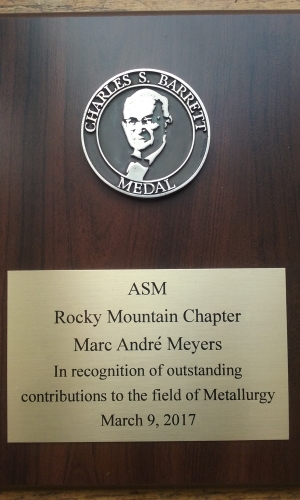 CHARLES S. BARRETT
MEDAL
ASM
Rocky Mountain Chapter
Marc André Meyers
In recognition of outstanding
contributions to the field of Metallurgy
March 9, 2017